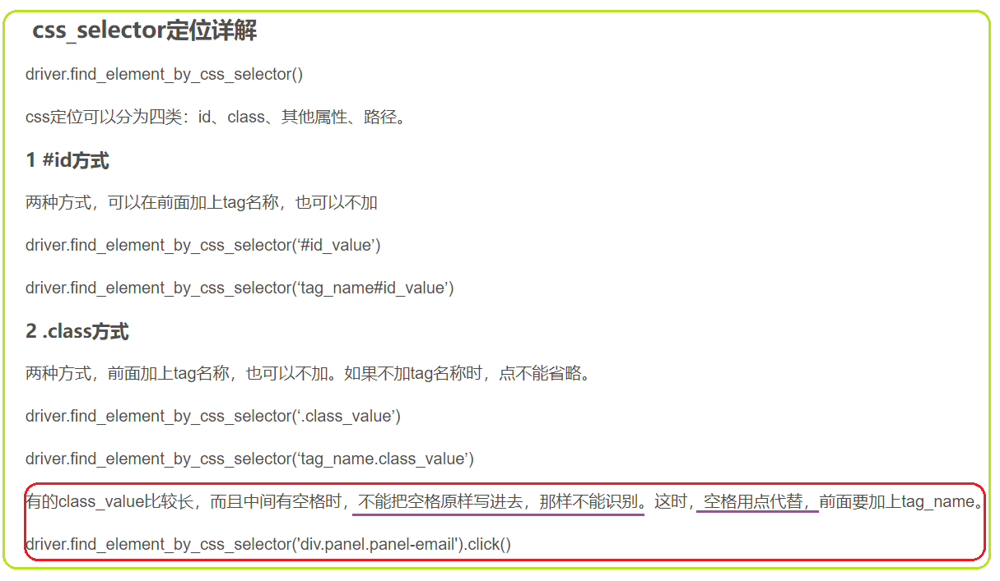 css_selector定位详解
driver.find_element_by_css_selector()
css定位可以分为四类：id、class、其他属性、路径。
1 #id方式
两种方式，可以在前面加上tag名称，也可以不加
driver.find_element_by_css_selector(‘#id_value’)
driver.find_element_by_css_selector(‘tag_name#id_value’)
2 .class方式
两种方式，前面加上tag名称，也可以不加。如果不加tag名称时，点不能省略。
driver.find_element_by_css_selector(‘.class_value’)
driver.find_element_by_css_selector(‘tag_name.class_value’)
有的class_value比较长，而且中间有空格时，不能把空格原样写进去，那样不能识别。这时，空格用点代替，前面要加上tag_name。
driver.find_element_by_css_selector('div.panel.panel-email').click()